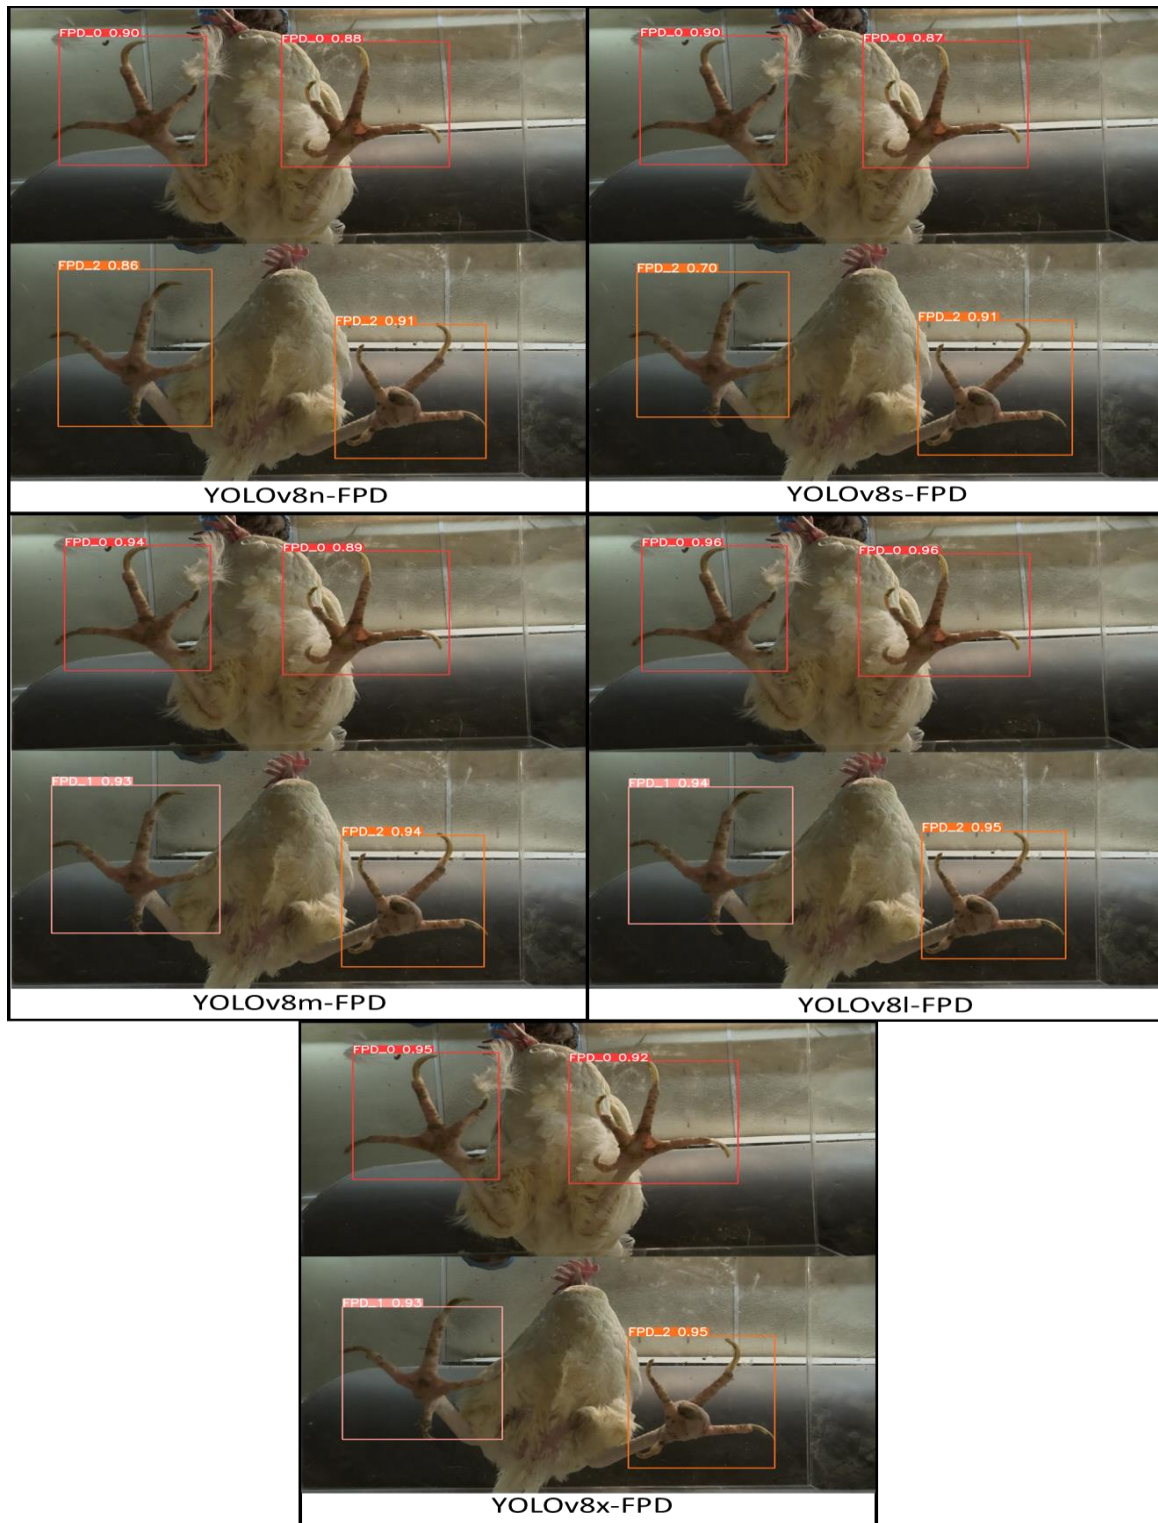 FPD_0 0.90
FPD_0 0.88
FPD_2 0.86
FPD_2 0.91
YOLOv8n-FPD
FPD_0 0.90
FPD_0 0.87
FPD_2 0.70
FPD_2 0.91
YOLOv8s-FPD
FPD_0 0.94
FPD_0 0.89
FPD_1 0.93
FPD_2 0.94
YOLOv8m-FPD
FPD_0 0.96
FPD_0 0.96
FPD_1 0.94
FPD_2 0.95
YOLOv8l-FPD
FPD_0 0.95
FPD_0 0.92
FPD_1 0.93
FPD_2 0.95
YOLOv8x-FPD